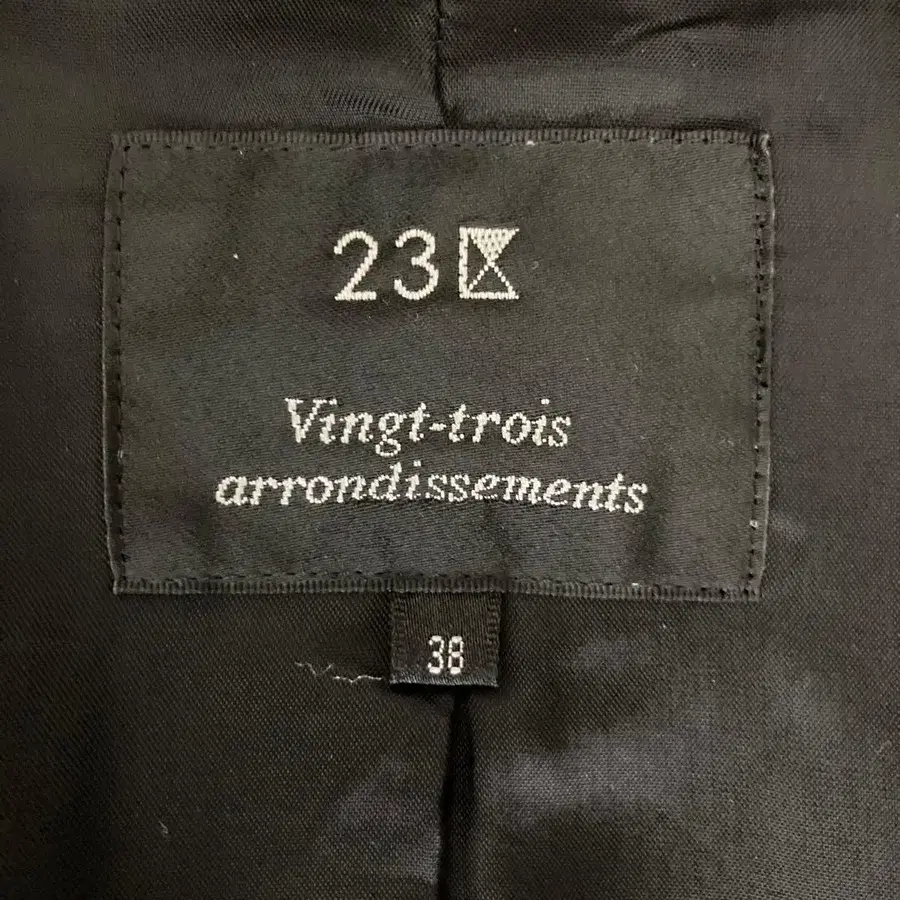 23区
Vingt-trois
arrondissements
38